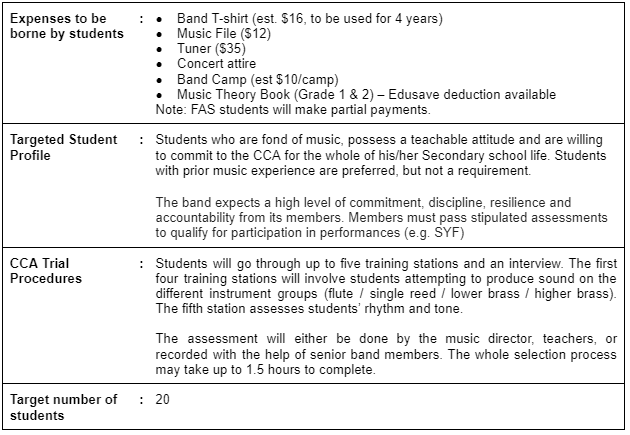 Expenses to be : ● Band T-shirt (est. $16, to be used for 4 years)
borne by students ● Music File ($12)
● Tuner ($35)
● Concert attire
● Band Camp (est $10/camp)
● Music Theory Book (Grade 1 & 2) – Edusave deduction available
Note: FAS students will make partial payments.
Targeted Student : Students who are fond of music, possess a teachable attitude and are willing
Profile to commit to the CCA for the whole of his/her Secondary school life. Students
with prior music experience are preferred, but not a requirement.
The band expects a high level of commitment, discipline, resilience and
accountability from its members. Members must pass stipulated assessments
to qualify for participation in performances (e.g. SYF)
CCA Trial : Students will go through up to five training stations and an interview. The first
Procedures four training stations will involve students attempting to produce sound on the
different instrument groups (flute / single reed / lower brass / higher brass).
The fifth station assesses students’ rhythm and tone.
The assessment will either be done by the music director, teachers, or
recorded with the help of senior band members. The whole selection process
may take up to 1.5 hours to complete.
Target number of : 20
students